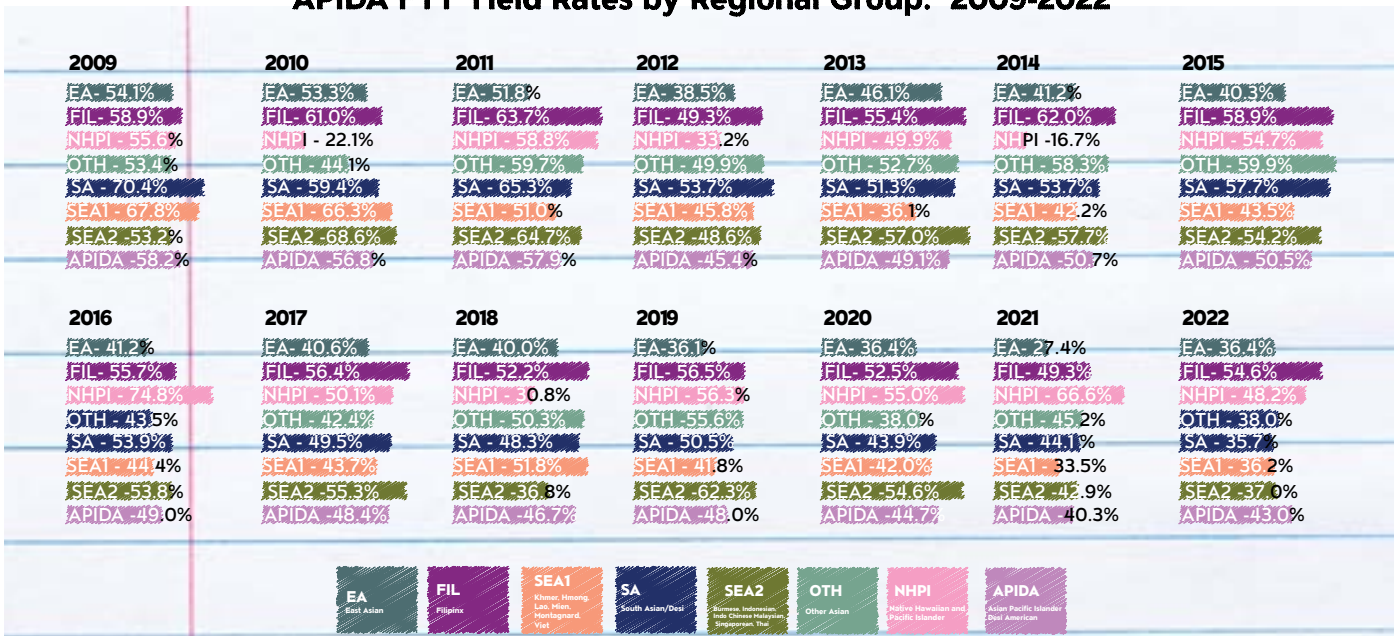 APIDA FYY Yield Rates by Regional Group: 2009-2022
2009
EA- 54.1%
FIL- 58.9%
NHPI - 55.6%
OTH - 53.4%
SA - 70.4%
SEA1 - 67.8%
SEA2 -53.2%
APIDA -58.2%
2010
EA- 53.3%
FIL- 61.0%
NHPI - 22.1%
OTH - 44.1%
SA - 59.4%
SEA1 - 66.3%
SEA2 -68.6%
APIDA -56.8%
2011
EA- 51.8%
FIL- 63.7%
NHPI - 58.8%
OTH - 59.7%
SA - 65.3%
SEA1 - 51.0%
SEA2 -64.7%
APIDA -57.9%
2012
EA- 38.5%
FIL- 49.3%
NHPI - 33.2%
OTH - 49.9%
SA - 53.7%
SEA1 - 45.8%
SEA2 -48.6%
APIDA -45.4%
2013
EA- 46.1%
FIL- 55.4%
NHPI - 49.9%
OTH - 52.7%
SA - 51.3%
SEA1 - 36.1%
SEA2 -57.0%
APIDA -49.1%
2014
EA- 41.2%
FIL- 62.0%
NHPI -16.7%
OTH - 58.3%
SA - 53.7%
SEA1 - 42.2%
SEA2 -57.7%
APIDA -50.7%
2015
EA- 40.3%
FIL- 58.9%
NHPI - 54.7%
OTH - 59.9%
SA - 57.7%
SEA1 - 43.5%
SEA2 -54.2%
APIDA - 50.5%
2016
EA- 41.2%
FIL- 55.7%
NHPI - 74.8%
OTH - 43.5%
SA - 53.9%
SEA1 - 44.4%
SEA2 -53.8%
APIDA -49.0%
2017
EA- 40.6%
FIL- 56.4%
NHPI - 50.1%
OTH - 42.4%
SA - 49.5%
SEA1 - 43.7%
SEA2 -55.3%
APIDA -48.4%
2018
EA- 40.0%
FIL- 52.2%
NHPI - 30.8%
OTH - 50.3%
SA - 48.3%
SEA1 - 51.8%
SEA2 -36.8%
APIDA -46.7%
2019
EA-36.1%
FIL- 56.5%
NHPI - 56.3%
OTH - 55.6%
SA - 50.5%
SEA1 - 41.8%
SEA2 -62.3%
APIDA -48.0%
2020
EA- 36.4%
FIL- 52.5%
NHPI - 55.0%
OTH - 38.0%
SA - 43.9%
SEA1 -42.0%
SEA2 -54.6%
APIDA -44.7%
2021
EA- 27.4%
FIL- 49.3%
NHPI - 66.6%
OTH - 45.2%
SA - 44.1%
SEA1 - 33.5%
SEA2 -42.9%
APIDA -40.3%
2022
EA- 36.4%
FIL- 54.6%
NHPI - 48.2%
OTH - 38.0%
SA - 35.7%
SEA1 - 36.2%
SEA2 -37.0%
APIDA -43.0%
EA
East Asian
FIL
Filipinx
SEA1
Khmer, Hmong,
Lao, Mien,
Montagnard,
Viet
SA
South Asian/Desi
SEA2
Burmese, Indonesian,
Indo Chinese Malaysian,
Singaporean, Thai
OTH
Other Asian
NHPI
Native Hawaiian and
Pacific Islander
APIDA
Asian Pacific Islander
Desi American